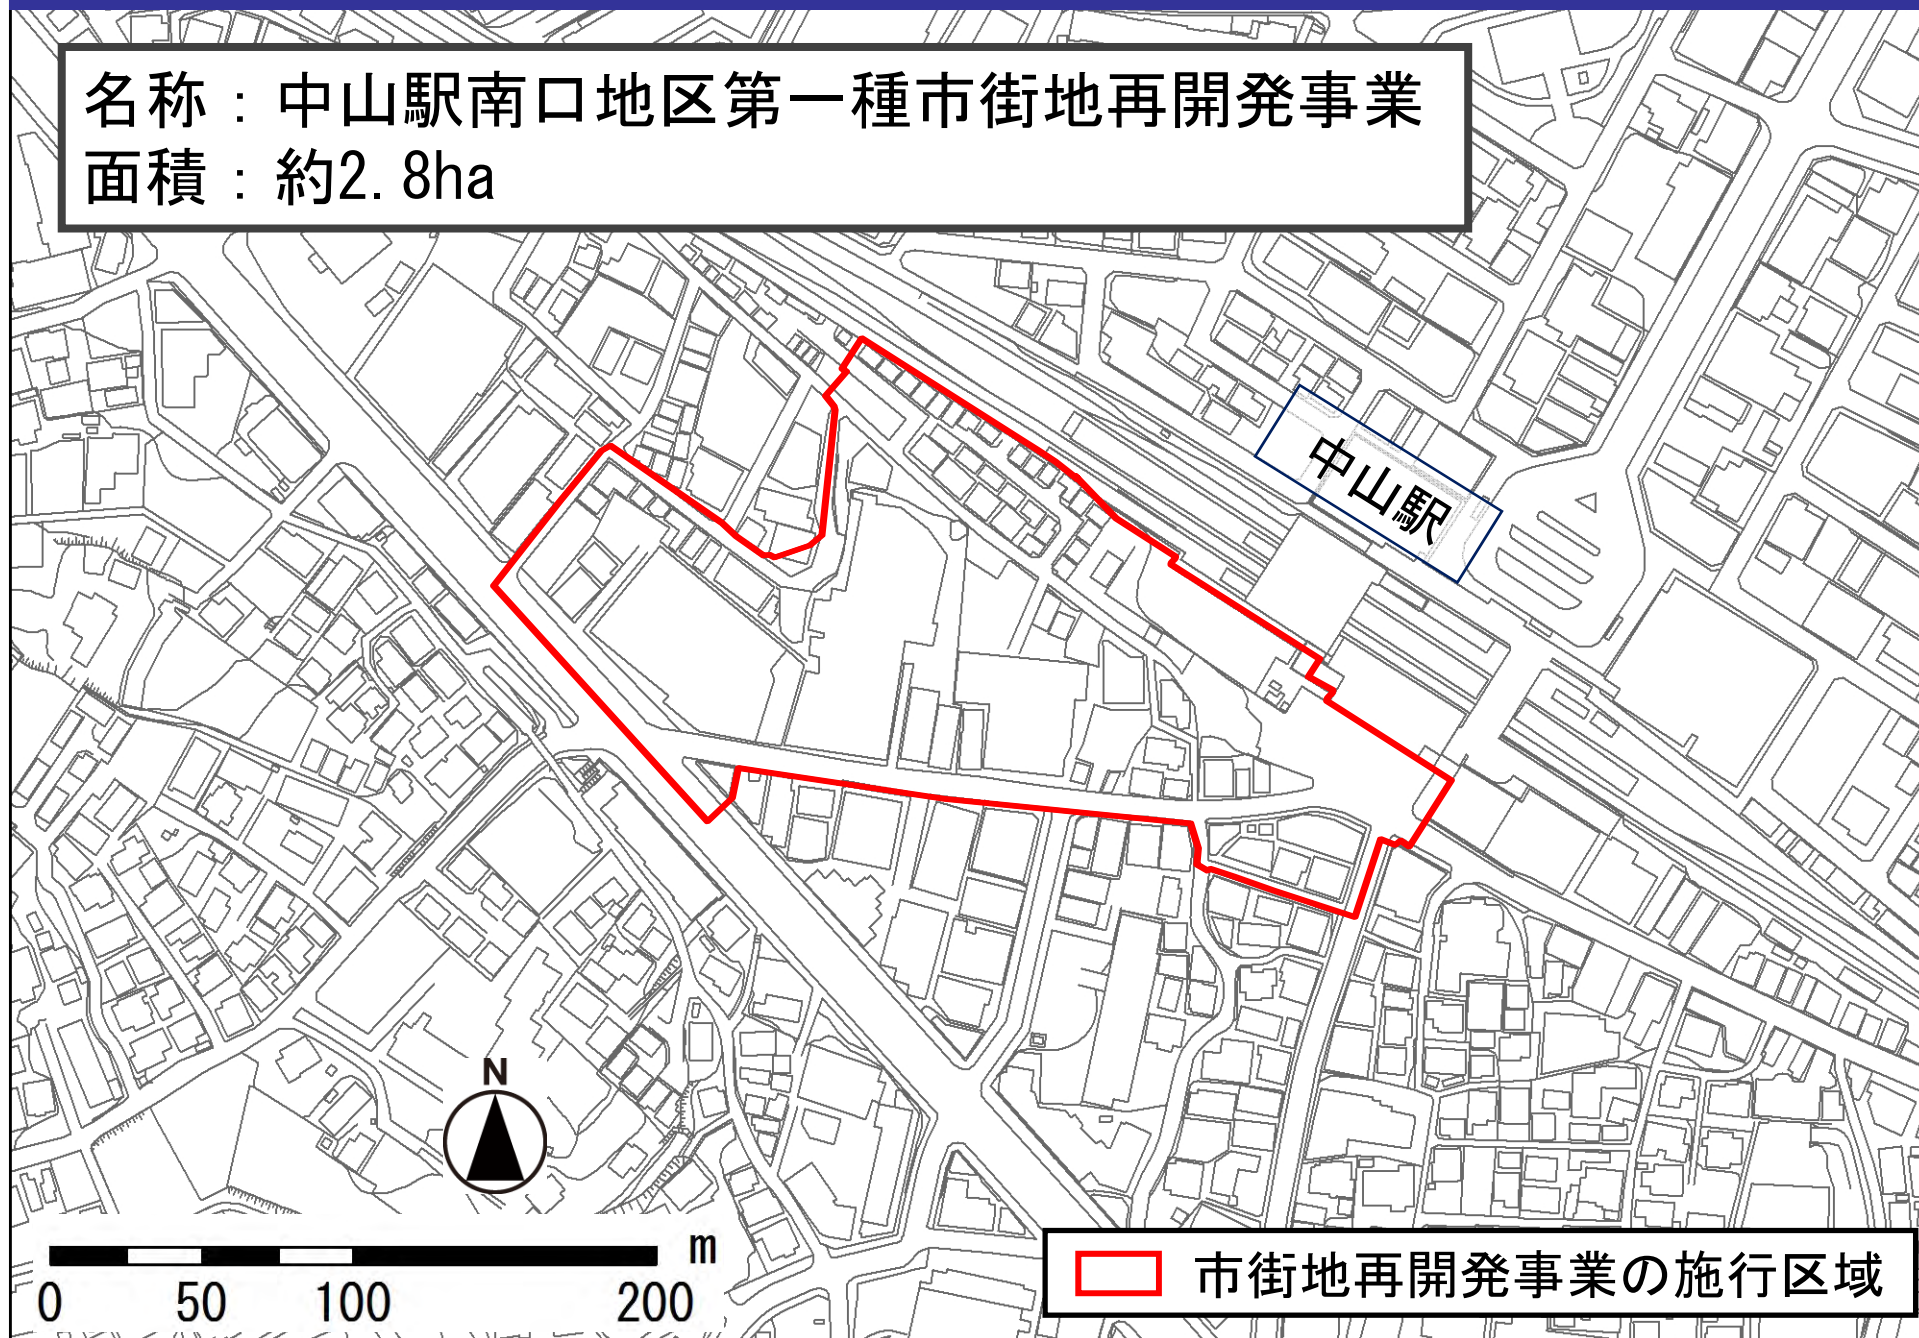 名称：中山駅南口地区第一種市街地再開発事業
面積：約2.8ha
中山駅
N
m
0 50 100 200
市街地再開発事業の施行区域